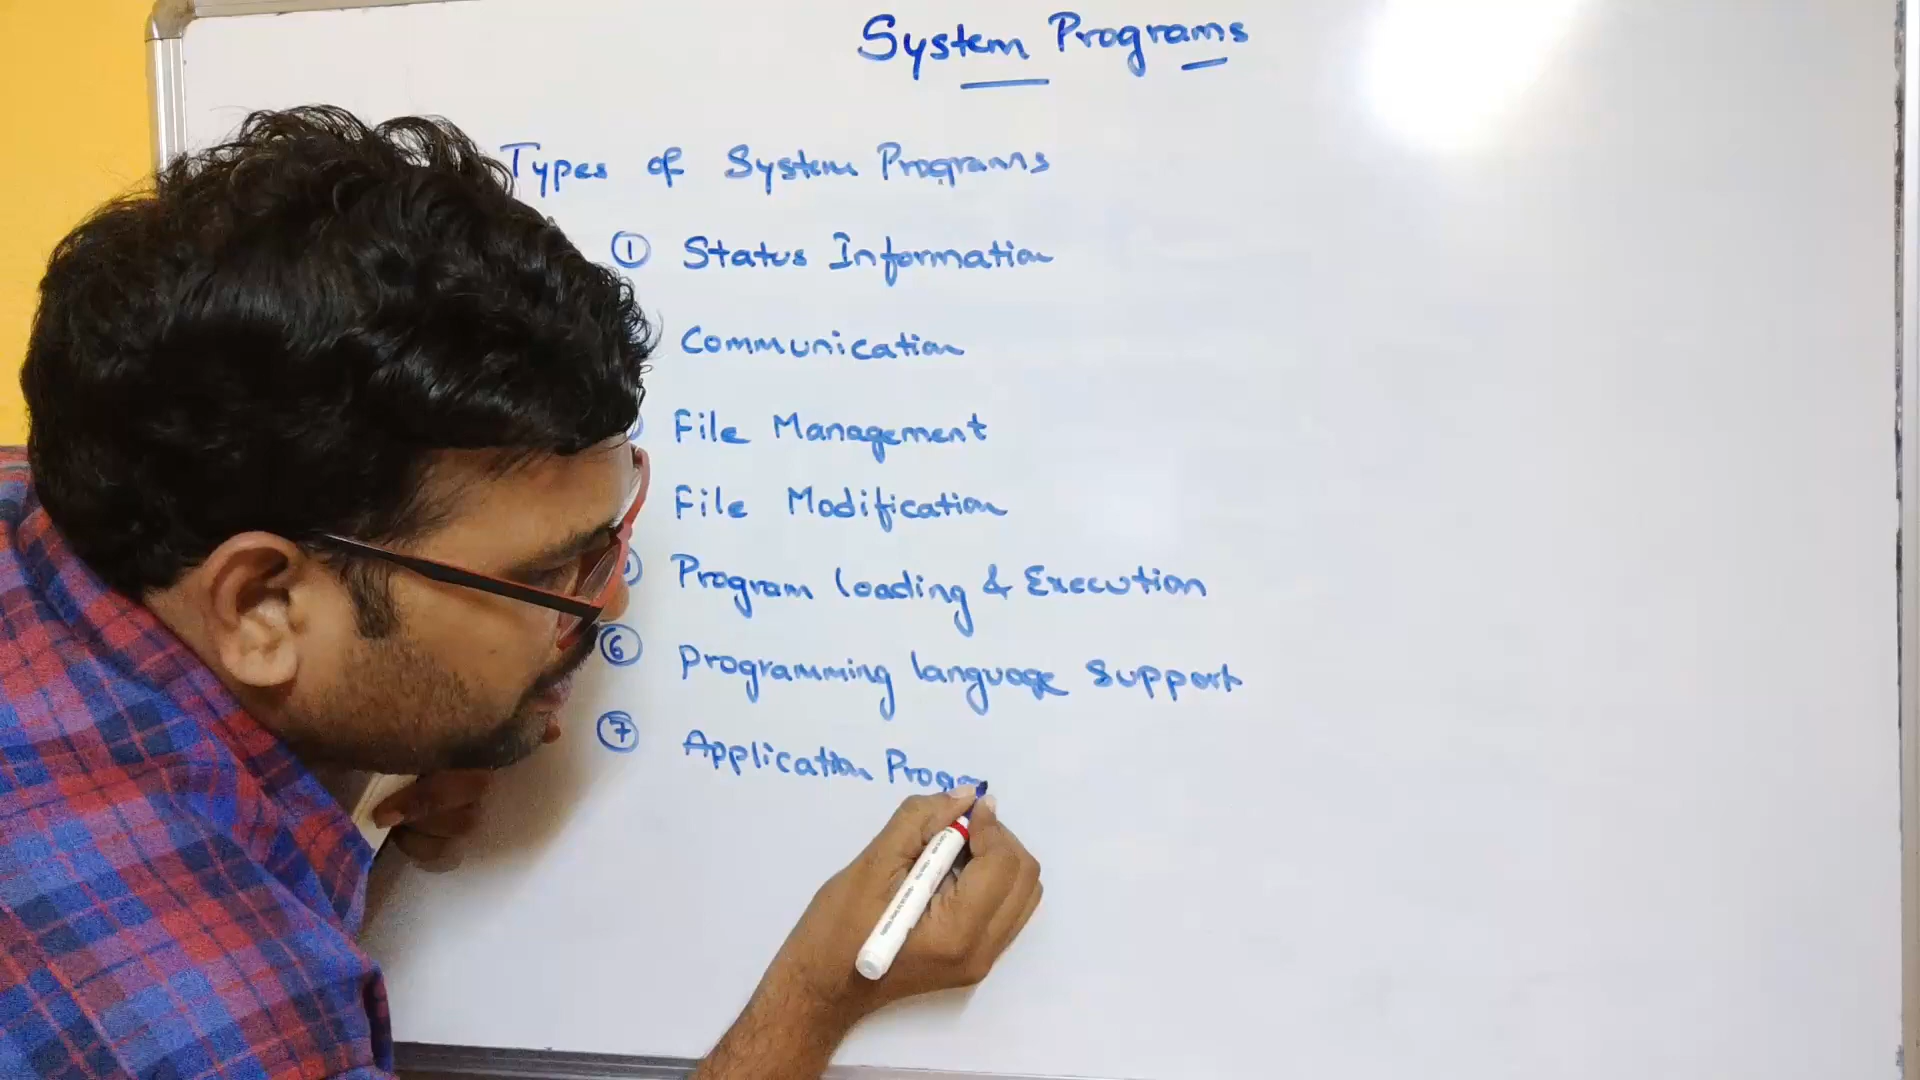 System Programs
Types of System Programs
① Status Information
Communication
File Management
File Modification
Program loading & Execution
⑥ Programming language Support
⑦ Application Progra